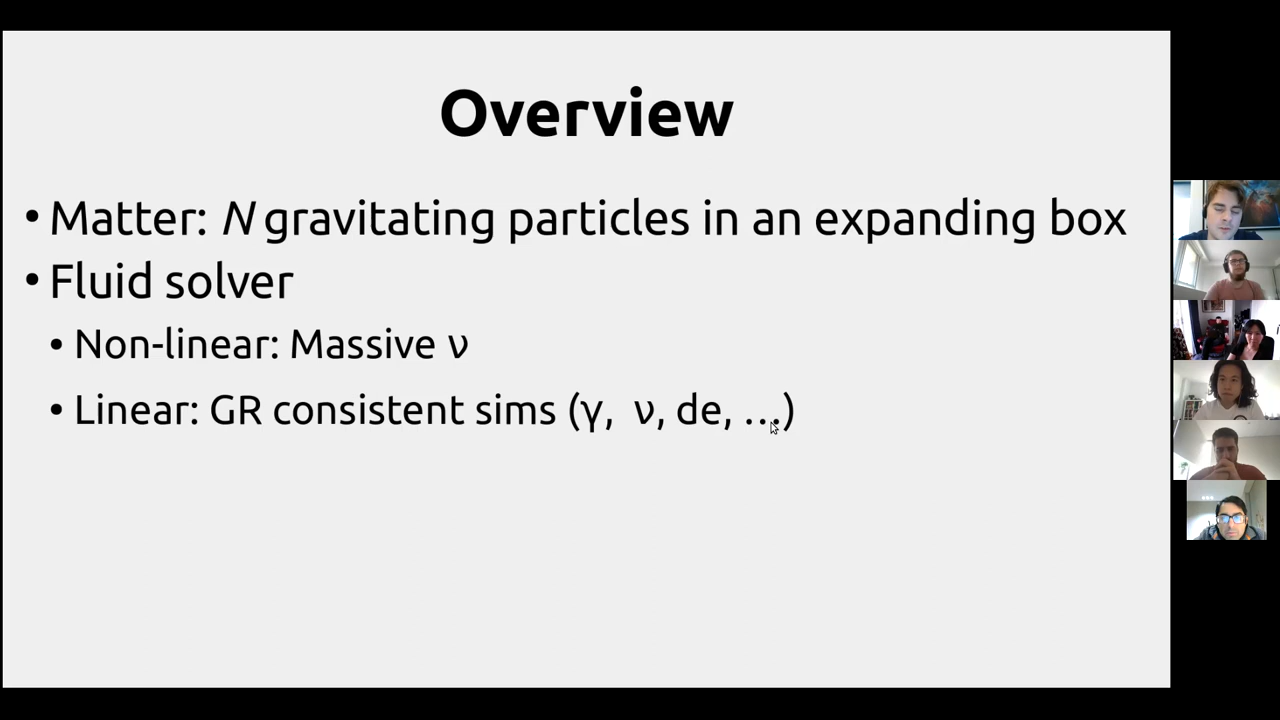 Overview
• Matter: N gravitating particles in an expanding box
• Fluid solver
• Non-linear: Massive ν
• Linear: GR consistent sims (γ, ν, de, …)